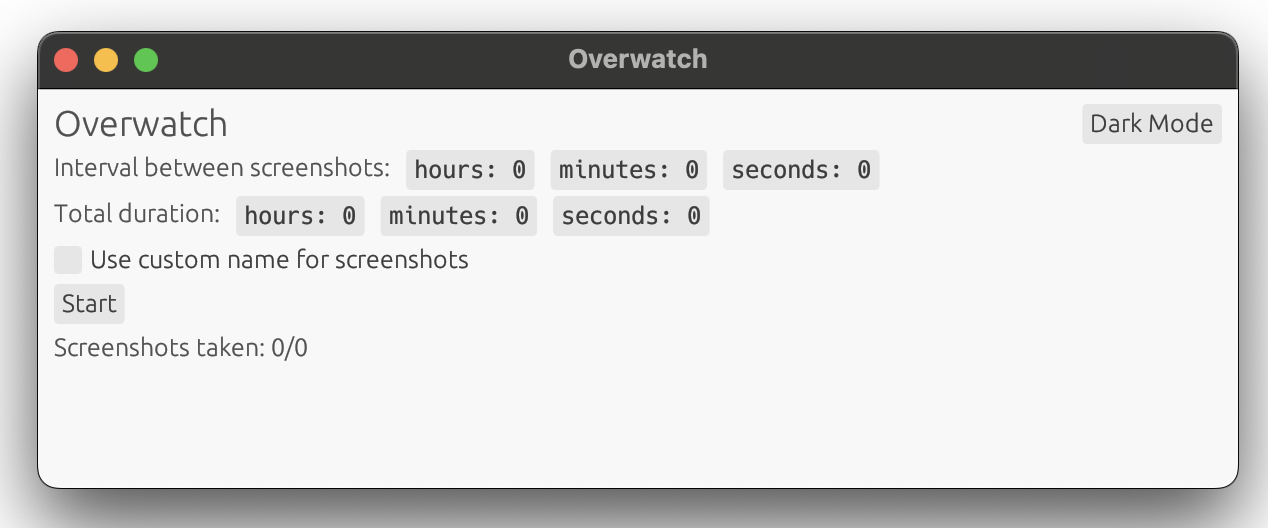 Overwatch
Overwatch Dark Mode
Interval between screenshots: hours: 0 minutes: 0 seconds: 0
Total duration: hours: 0 minutes: 0 seconds: 0
Use custom name for screenshots
Start
Screenshots taken: 0/0